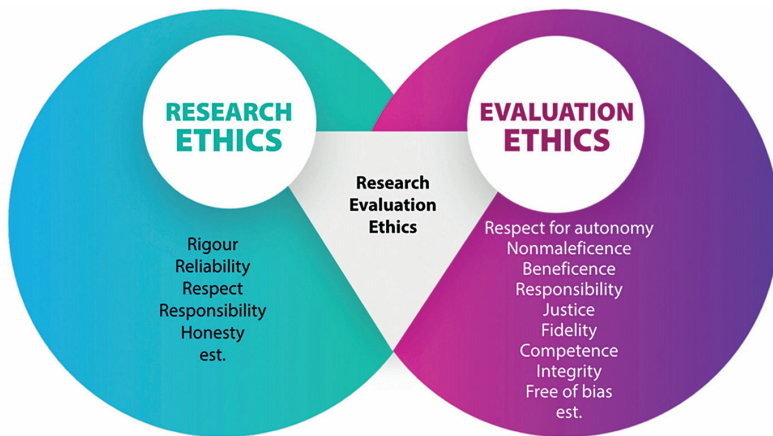 RESEARCH
ETHICS
Rigour
Reliability
Respect
Responsibility
Honesty
est.
Research
Evaluation
Ethics
EVALUATION
ETHICS
Respect for autonomy
Nonmaleficence
Beneficence
Responsibility
Justice
Fidelity
Competence
Integrity
Free of bias
est.